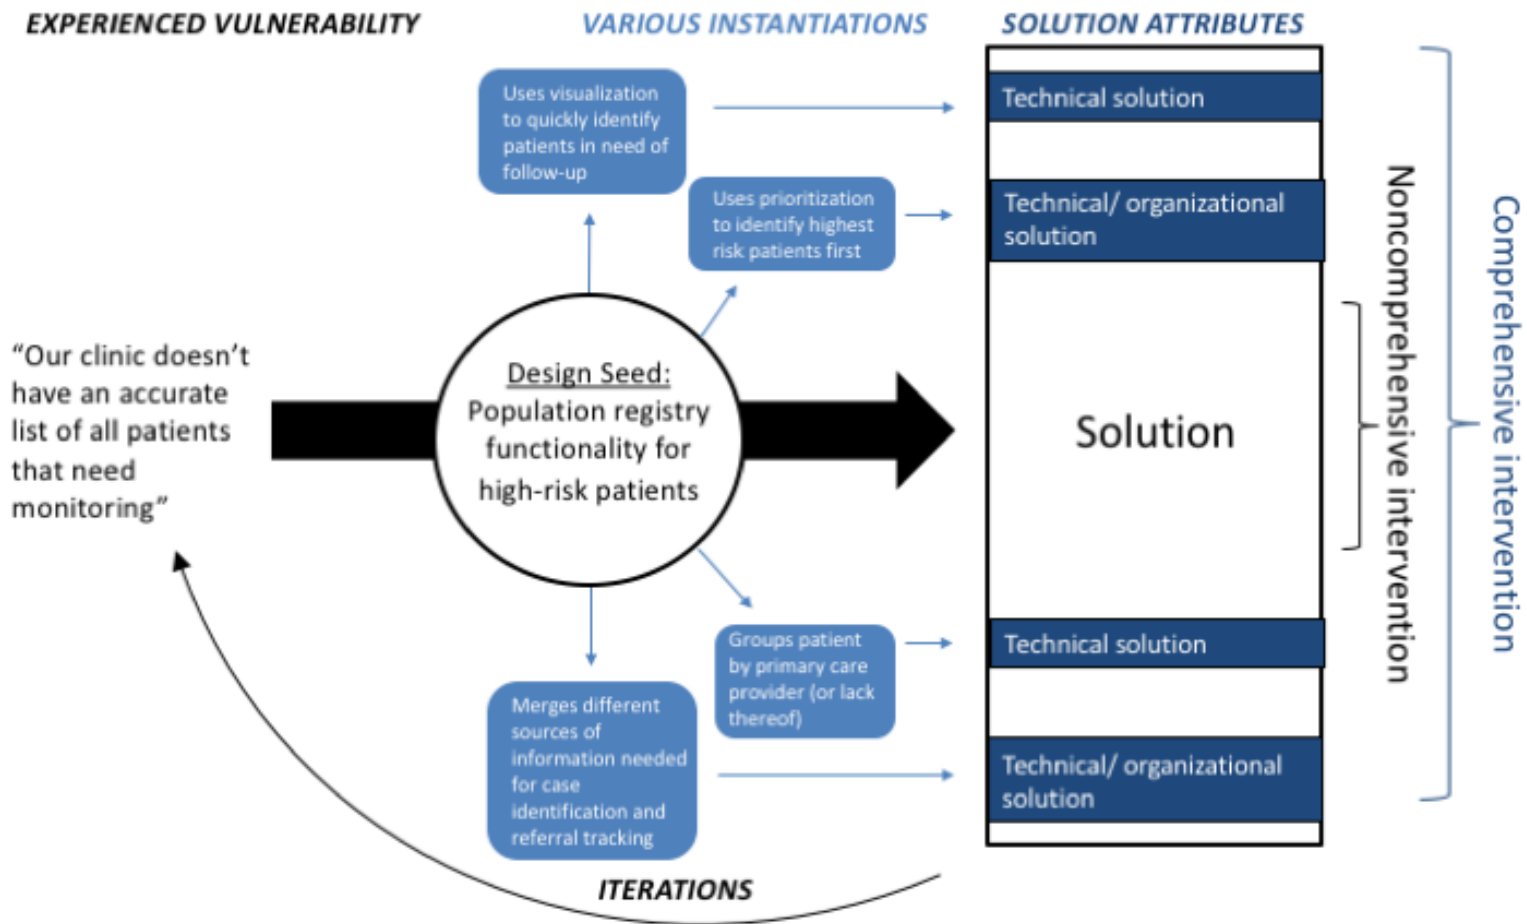 EXPERIENCED VULNERABILITY
VARIOUS INSTANTIATIONS
SOLUTION ATTRIBUTES
Uses visualization
to quickly identify
patients in need of
follow-up
Technical solution
Uses prioritization
to identify highest
risk patients first
Technical/ organizational
solution
"Our clinic doesn't
have an accurate
list of all patients
that need
monitoring"
Design Seed:
Population registry
functionality for
high-risk patients
Solution
Noncomprehensive intervention
Comprehensive intervention
Groups patient
by primary care
provider (or lack
thereof)
Technical solution
Merges different
sources of
information needed
for case
identification and
referral tracking
Technical/ organizational
solution
ITERATIONS